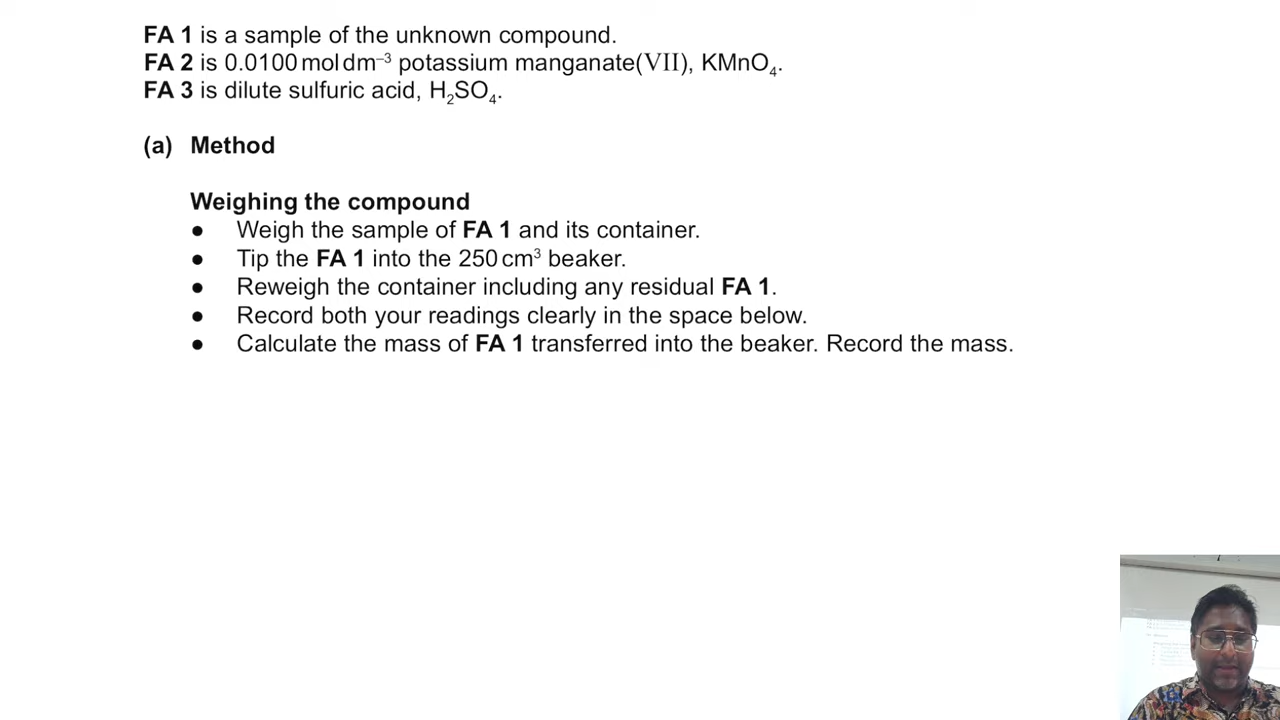 FA 1 is a sample of the unknown compound.
FA 2 is 0.0100 mol dm⁻³ potassium manganate(VII), KMnO₄.
FA 3 is dilute sulfuric acid, H₂SO₄.
(a) Method
Weighing the compound
● Weigh the sample of FA 1 and its container.
● Tip the FA 1 into the 250 cm³ beaker.
● Reweigh the container including any residual FA 1.
● Record both your readings clearly in the space below.
● Calculate the mass of FA 1 transferred into the beaker. Record the mass.